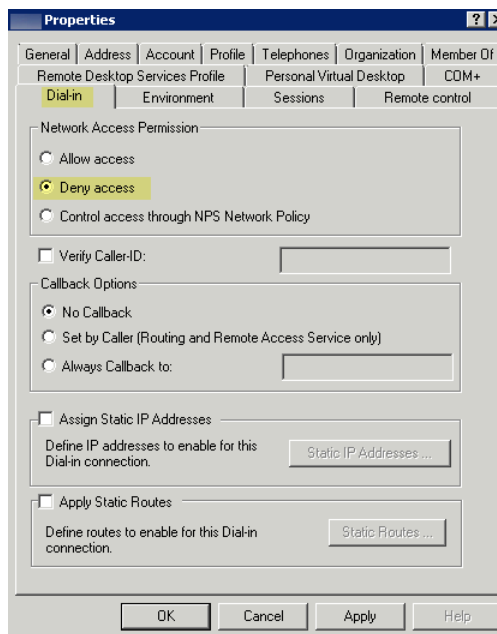 Properties
General Address Account Profile Telephones Organization Member Of
Remote Desktop Services Profile Personal Virtual Desktop COM+
Dial-in Environment Sessions Remote control
Network Access Permission
Allow access
Deny access
Control access through NPS Network Policy
Verify Caller-ID:
Callback Options
No Callback
Set by Caller (Routing and Remote Access Service only)
Always Callback to:
Assign Static IP Addresses
Define IP addresses to enable for this
Dial-in connection.
Static IP Addresses ...
Apply Static Routes
Define routes to enable for this Dial-in
connection.
Static Routes ...
OK Cancel Apply Help